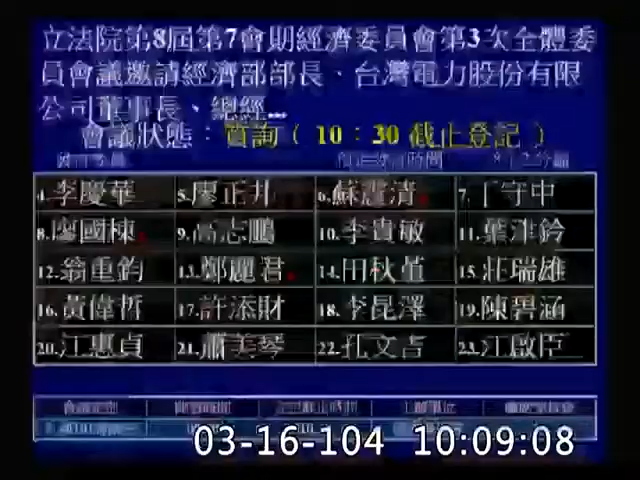 立法院第8屆第7會期經濟委員會第3次全體委
員會議邀請經濟部部長、台灣電力股份有限
公司董事長、總經...
會議狀態：質詢（10：30 截止登記）
4.李慶華 5.廖正井 6.蘇震清 7.丁守中
8.廖國棟 9.高志鵬 10.李貴敏 11.葉津鈴
12.翁重鈞 13.鄭麗君 14.田秋堇 15.莊瑞雄
16.黃偉哲 17.許添財 18.李昆澤 19.陳碧涵
20.江惠貞 21.蕭美琴 22.孔文吉 23.江啟臣
03-16-104 10:09:08